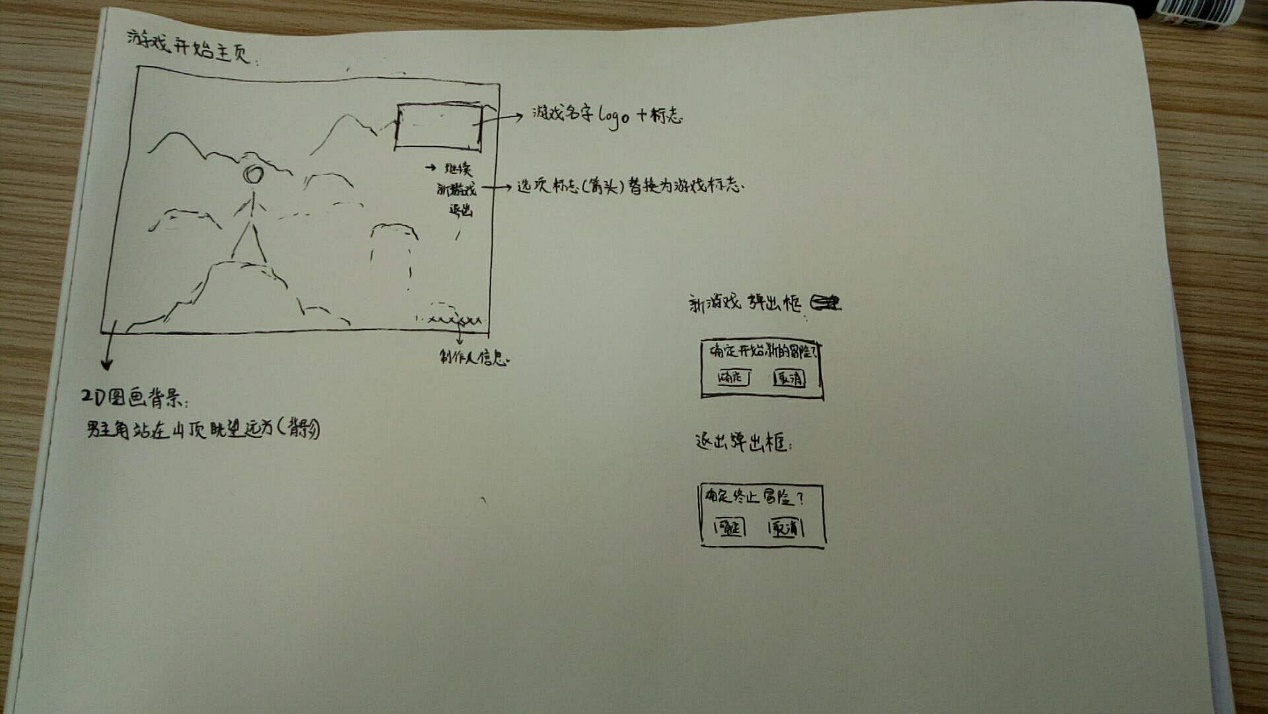 游戏开始主页:
游戏名字logo+标志
→ 继续
新游戏
退出
选项标志(箭头)替换为游戏标志.
制作人信息.
2D图画背景:
男主角站在山顶眺望远方(背影)
新游戏弹出框:
确定开始新的冒险?
确定 取消
退出弹出框:
确定终止冒险?
确定 取消